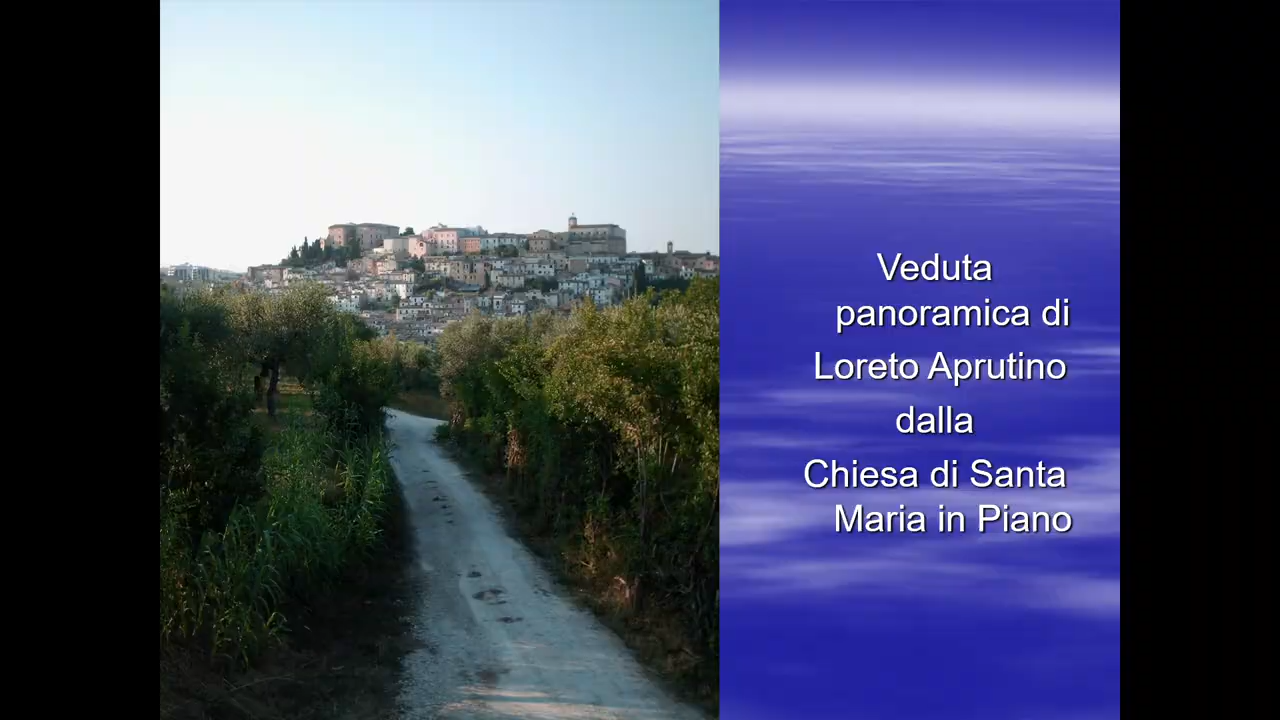 Veduta
panoramica di
Loreto Aprutino
dalla
Chiesa di Santa
Maria in Piano